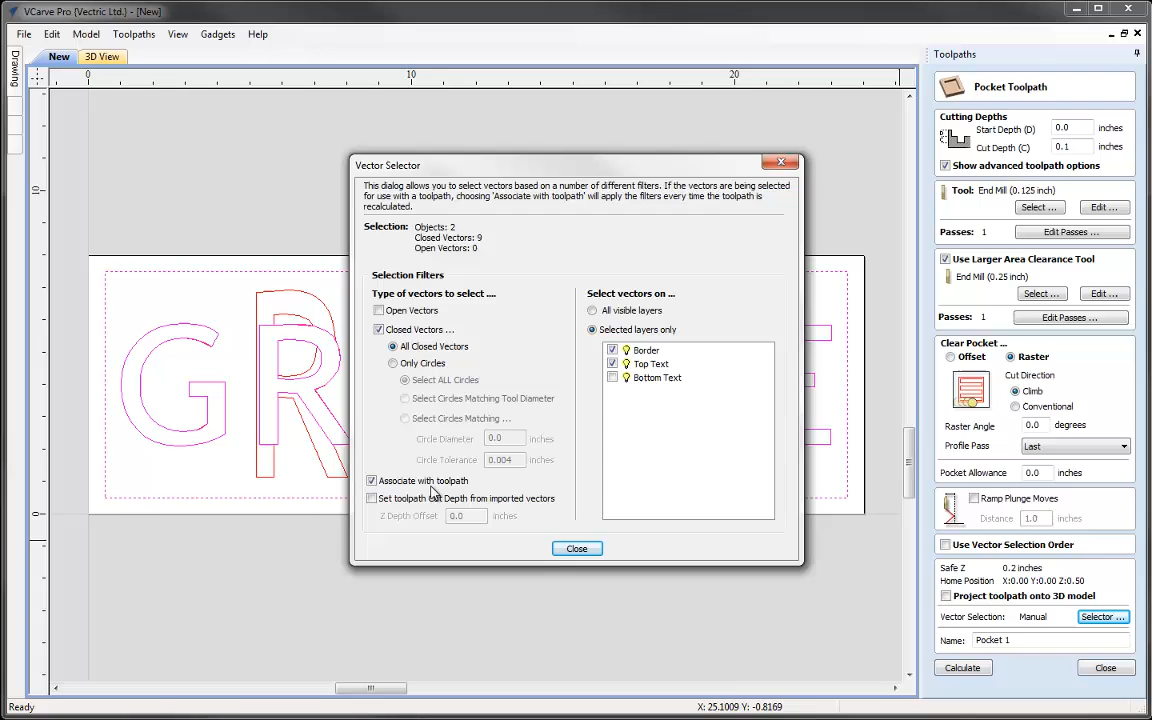 VCarve Pro {Vectric Ltd.} - [New]
File Edit Model Toolpaths View Gadgets Help
New 3D View
Drawing
0 10 20
10
0
G R E
Vector Selector
This dialog allows you to select vectors based on a number of different filters. If the vectors are being selected
for use with a toolpath, choosing 'Associate with toolpath' will apply the filters every time the toolpath is
recalculated.
Selection: Objects: 2
Closed Vectors: 9
Open Vectors: 0
Selection Filters
Type of vectors to select ....
Open Vectors
Closed Vectors ...
All Closed Vectors
Only Circles
Select ALL Circles
Select Circles Matching Tool Diameter
Select Circles Matching ...
Circle Diameter 0.0 inches
Circle Tolerance 0.004 inches
Associate with toolpath
Set toolpath Cut Depth from imported vectors
Z Depth Offset 0.0 inches
Select vectors on ...
All visible layers
Selected layers only
Border
Top Text
Bottom Text
Close
Toolpaths
Pocket Toolpath
Cutting Depths
Start Depth (D) 0.0 inches
Cut Depth (C) 0.1 inches
Show advanced toolpath options
Tool: End Mill (0.125 inch)
Select ... Edit ...
Passes: 1 Edit Passes ...
Use Larger Area Clearance Tool
End Mill (0.25 inch)
Select ... Edit ...
Passes: 1 Edit Passes ...
Clear Pocket ...
Offset Raster
Cut Direction
Climb
Conventional
Raster Angle 0.0 degrees
Profile Pass Last
Pocket Allowance 0.0 inches
Ramp Plunge Moves
Distance 1.0 inches
Use Vector Selection Order
Safe Z 0.2 inches
Home Position X:0.00 Y:0.00 Z:0.50
Project toolpath onto 3D model
Vector Selection: Manual Selector ...
Name: Pocket 1
Calculate Close
Ready X: 25.1009 Y: -0.8169